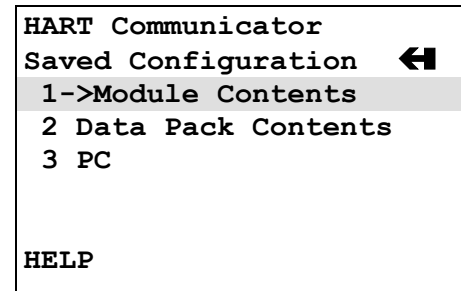 HART Communicator
Saved Configuration
1->Module Contents
2 Data Pack Contents
3 PC
HELP